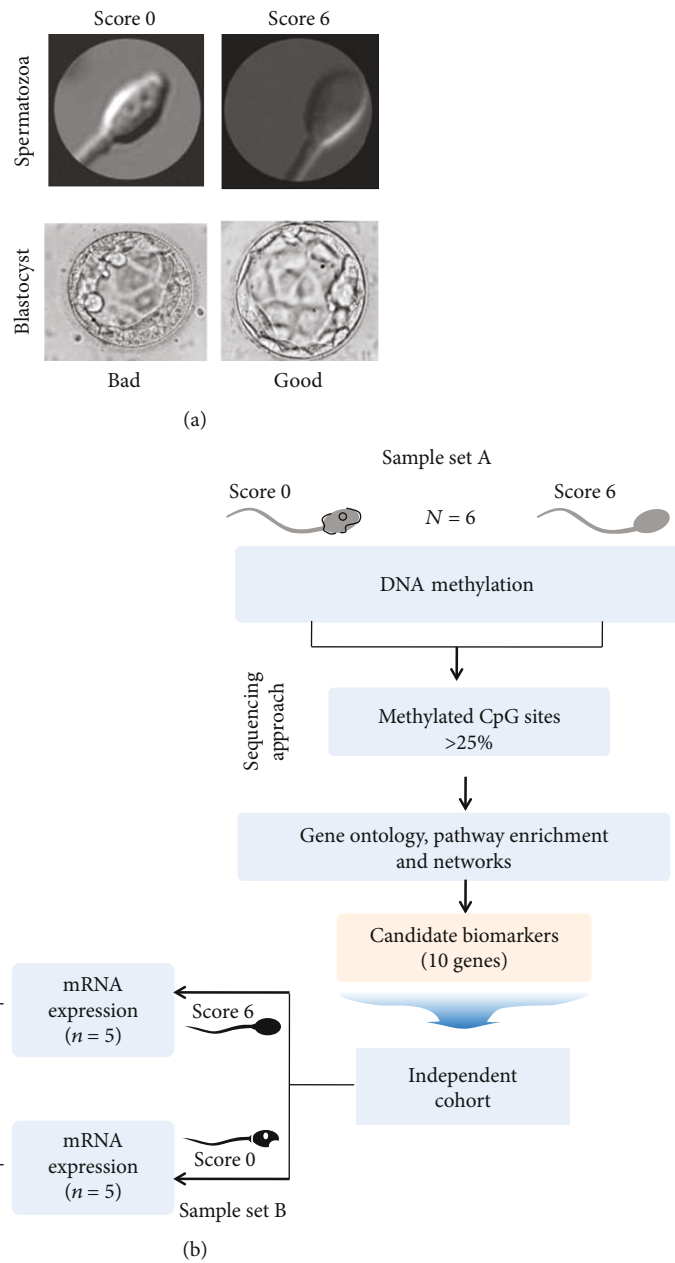 Score 0
Score 6
Spermatozoa
Blastocyst
Bad
Good
(a)
Sample set A
Score 0
N = 6
Score 6
DNA methylation
Sequencing
approach
Methylated CpG sites
>25%
Gene ontology, pathway enrichment
and networks
Candidate biomarkers
(10 genes)
mRNA
expression
(n = 5)
Score 6
Independent
cohort
mRNA
expression
(n = 5)
Score 0
Sample set B
(b)